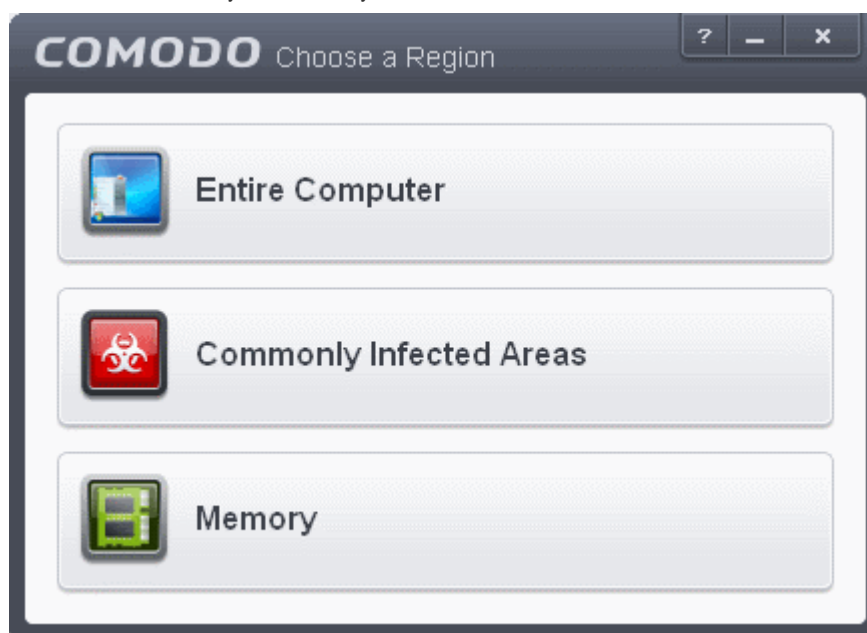 COMODO Choose a Region ? – ×
Entire Computer
Commonly Infected Areas
Memory